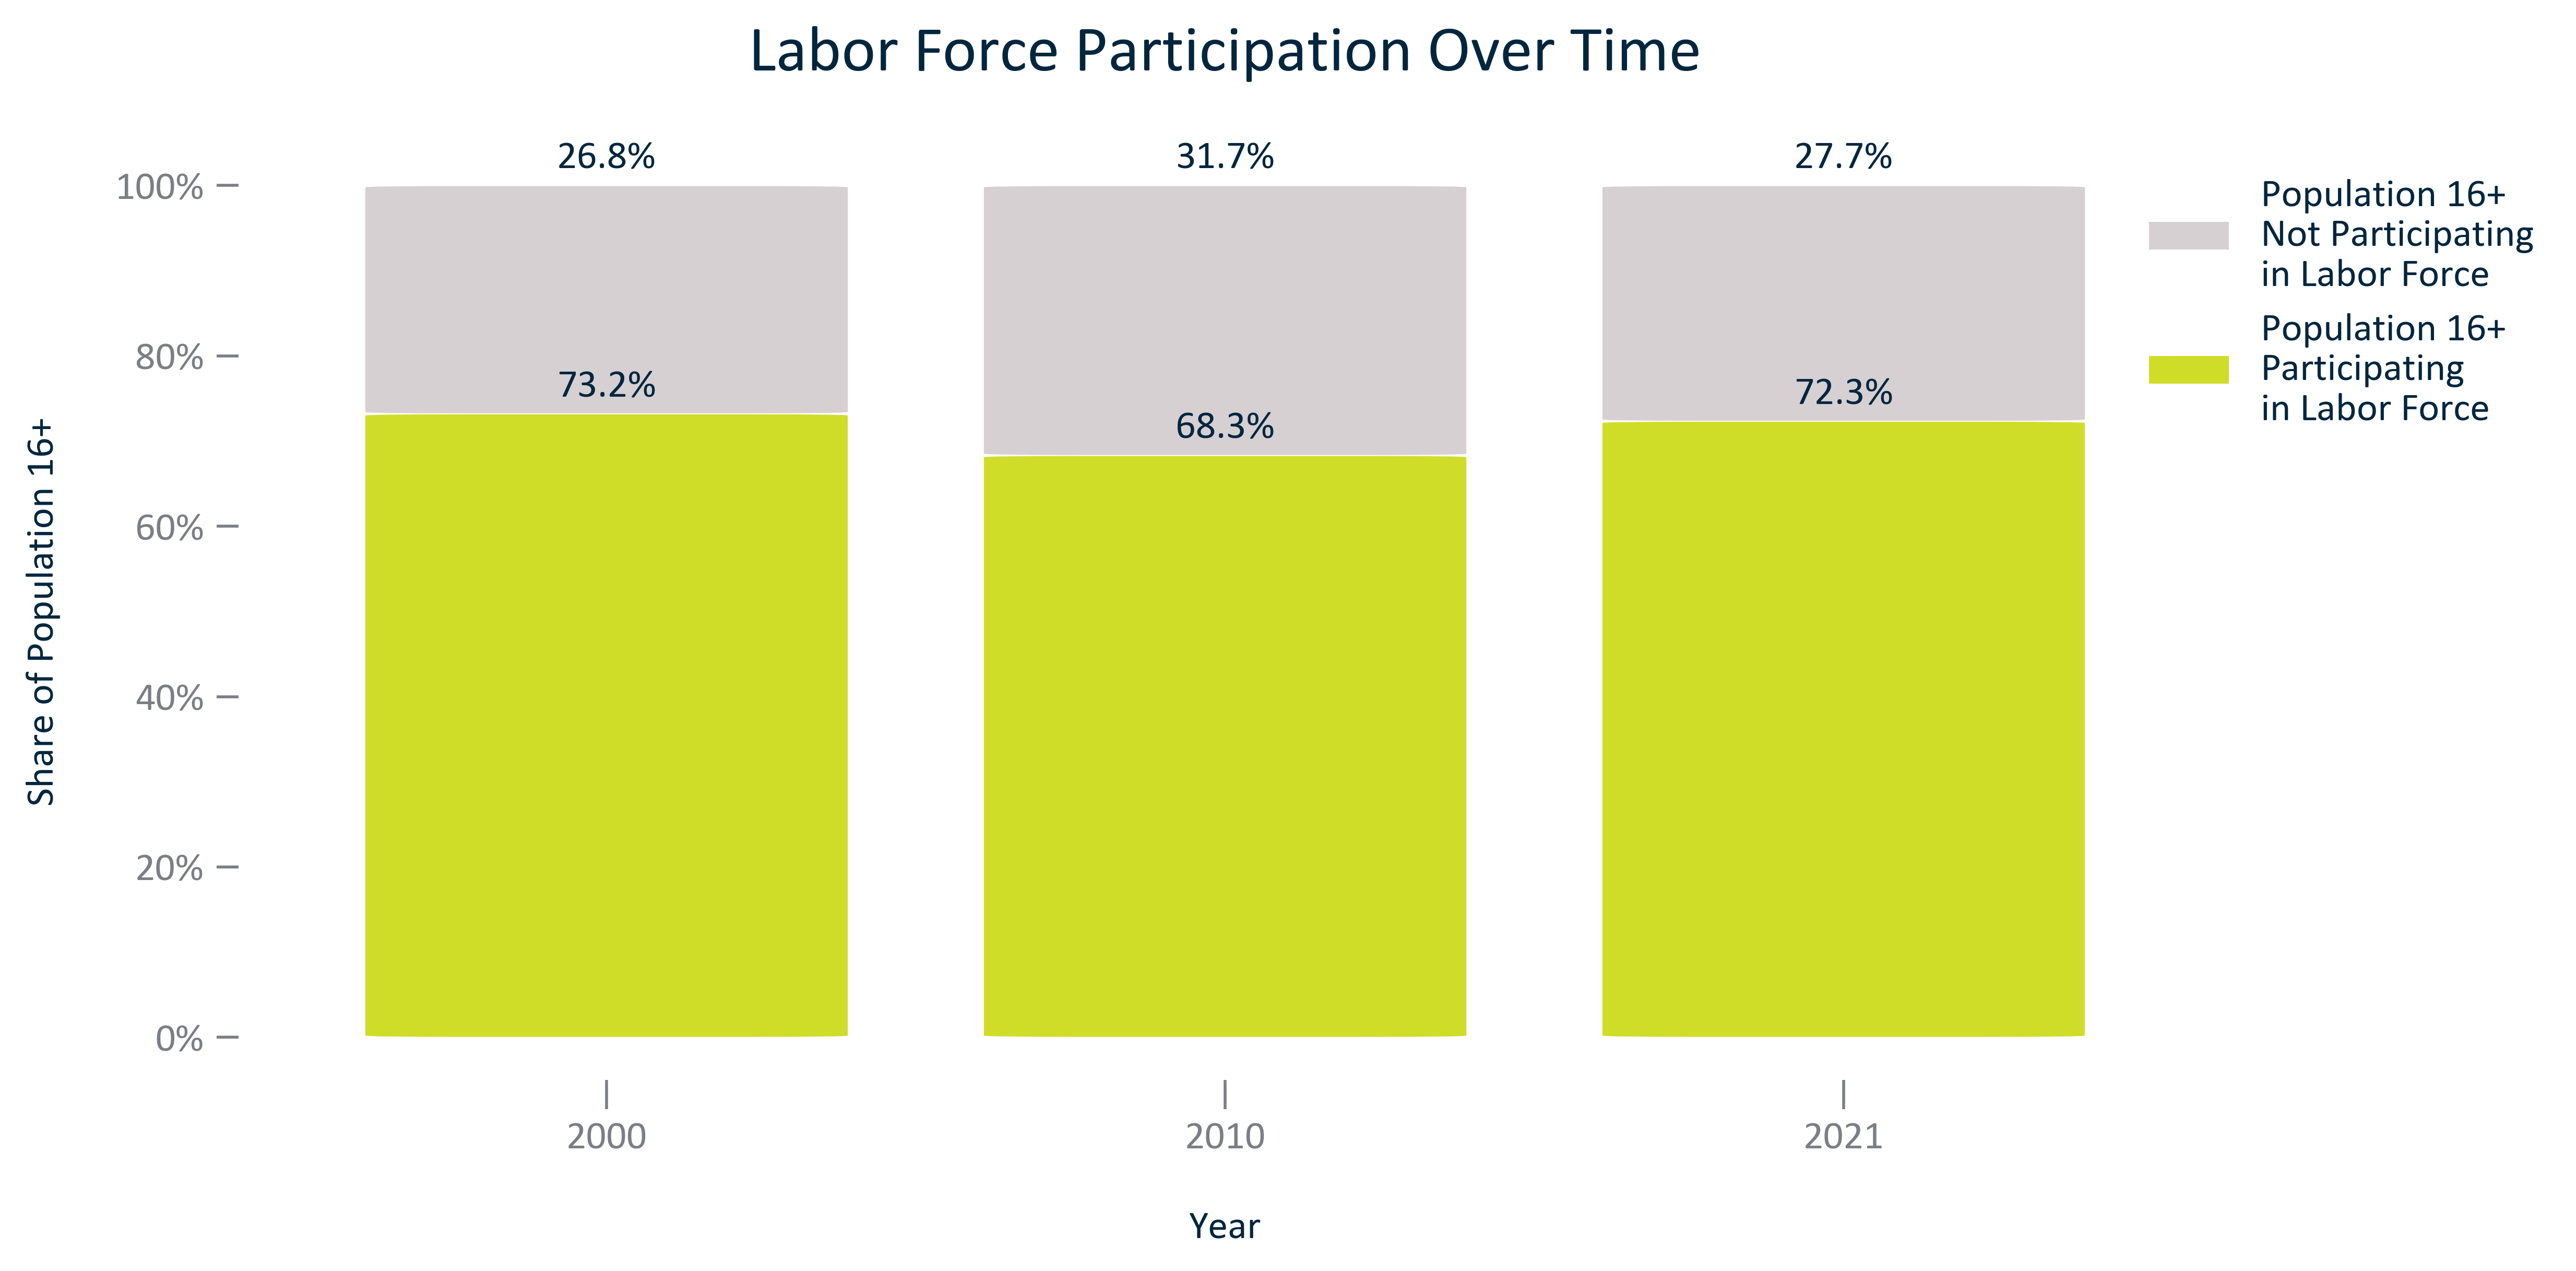 Labor Force Participation Over Time
26.8%
31.7%
27.7%
100%
80%
60%
40%
20%
0%
73.2%
68.3%
72.3%
Population 16+
Not Participating
in Labor Force
Population 16+
Participating
in Labor Force
Share of Population 16+
2000
2010
2021
Year